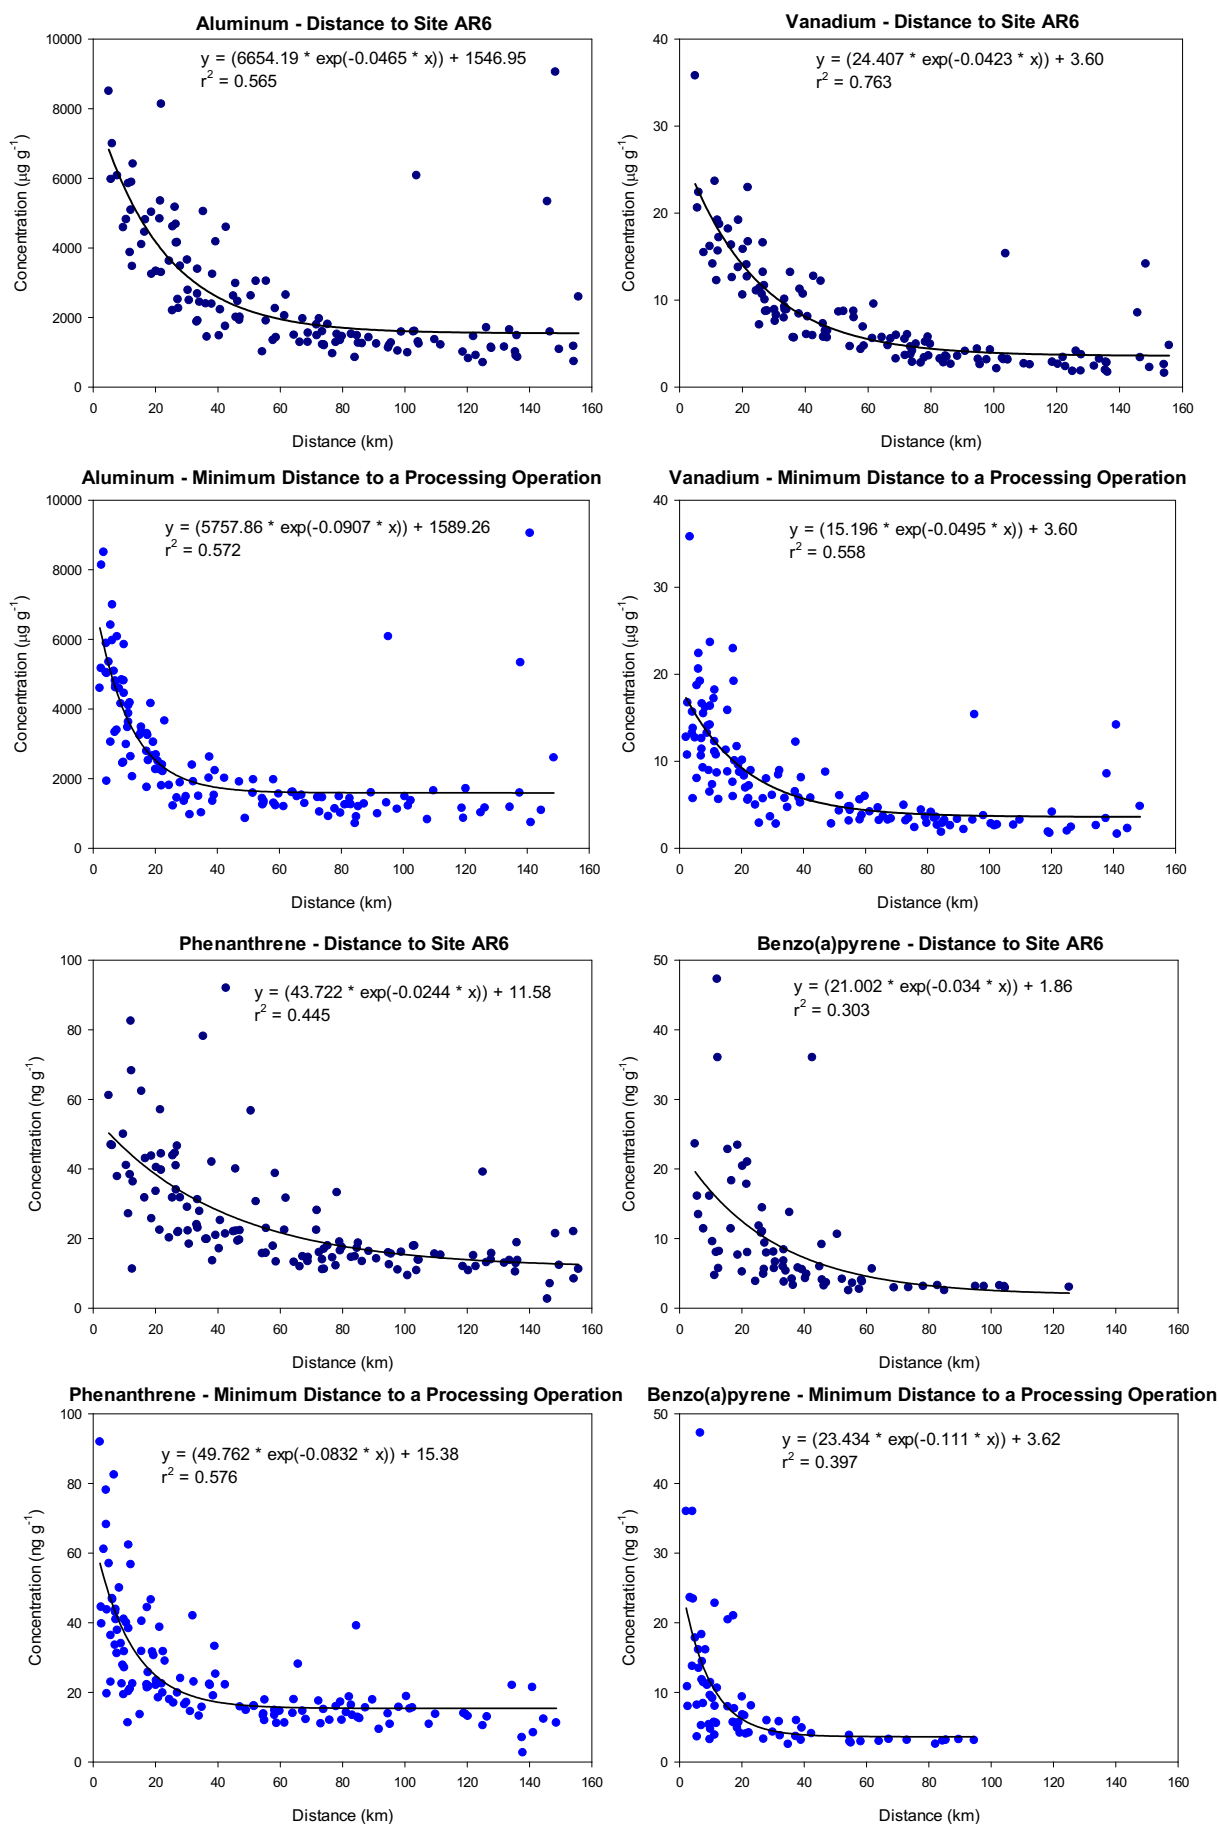 Aluminum - Distance to Site AR6
y = (6654.19 * exp(-0.0465 * x)) + 1546.95
r² = 0.565
Concentration (µg g⁻¹)
10000
8000
6000
4000
2000
0
0 20 40 60 80 100 120 140 160
Distance (km)
Vanadium - Distance to Site AR6
y = (24.407 * exp(-0.0423 * x)) + 3.60
r² = 0.763
Concentration (µg g⁻¹)
40
30
20
10
0
0 20 40 60 80 100 120 140 160
Distance (km)
Aluminum - Minimum Distance to a Processing Operation
y = (5757.86 * exp(-0.0907 * x)) + 1589.26
r² = 0.572
Concentration (µg g⁻¹)
10000
8000
6000
4000
2000
0
0 20 40 60 80 100 120 140 160
Distance (km)
Vanadium - Minimum Distance to a Processing Operation
y = (15.196 * exp(-0.0495 * x)) + 3.60
r² = 0.558
Concentration (µg g⁻¹)
40
30
20
10
0
0 20 40 60 80 100 120 140 160
Distance (km)
Phenanthrene - Distance to Site AR6
y = (43.722 * exp(-0.0244 * x)) + 11.58
r² = 0.445
Concentration (ng g⁻¹)
100
80
60
40
20
0
0 20 40 60 80 100 120 140 160
Distance (km)
Benzo(a)pyrene - Distance to Site AR6
y = (21.002 * exp(-0.034 * x)) + 1.86
r² = 0.303
Concentration (ng g⁻¹)
50
40
30
20
10
0
0 20 40 60 80 100 120 140 160
Distance (km)
Phenanthrene - Minimum Distance to a Processing Operation
y = (49.762 * exp(-0.0832 * x)) + 15.38
r² = 0.576
Concentration (ng g⁻¹)
100
80
60
40
20
0
0 20 40 60 80 100 120 140 160
Distance (km)
Benzo(a)pyrene - Minimum Distance to a Processing Operation
y = (23.434 * exp(-0.111 * x)) + 3.62
r² = 0.397
Concentration (ng g⁻¹)
50
40
30
20
10
0
0 20 40 60 80 100 120 140 160
Distance (km)